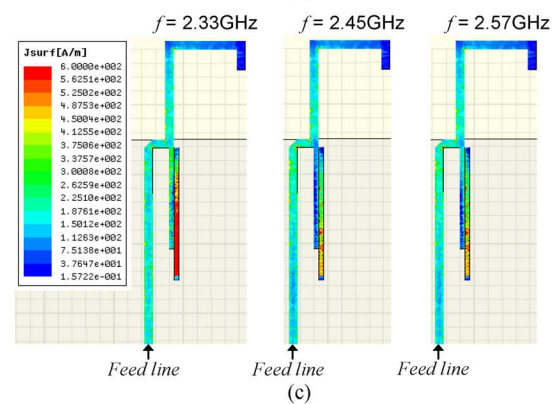 f = 2.33GHz
f = 2.45GHz
f = 2.57GHz
Jsurf[A/m]
6.0000e+002
5.6251e+002
5.2502e+002
4.8753e+002
4.5004e+002
4.1255e+002
3.7506e+002
3.3757e+002
3.0008e+002
2.6259e+002
2.2510e+002
1.8761e+002
1.5012e+002
1.1263e+002
7.5138e+001
3.7647e+001
1.5722e-001
Feed line
Feed line
Feed line
(c)